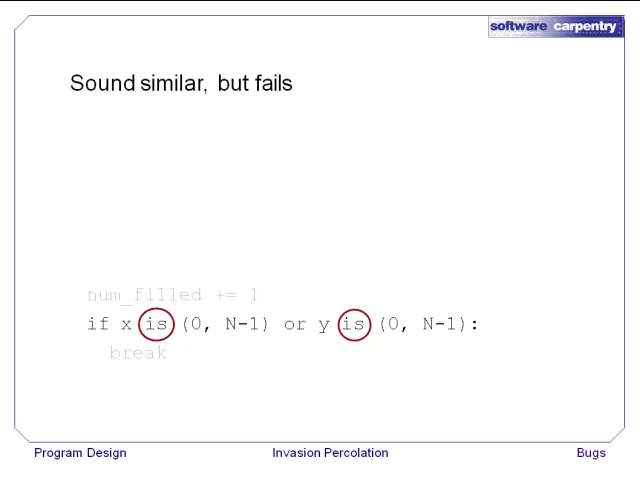 software carpentry
Sound similar, but fails
num_filled += 1
if x is (0, N-1) or y is (0, N-1):
break
Program Design Invasion Percolation Bugs